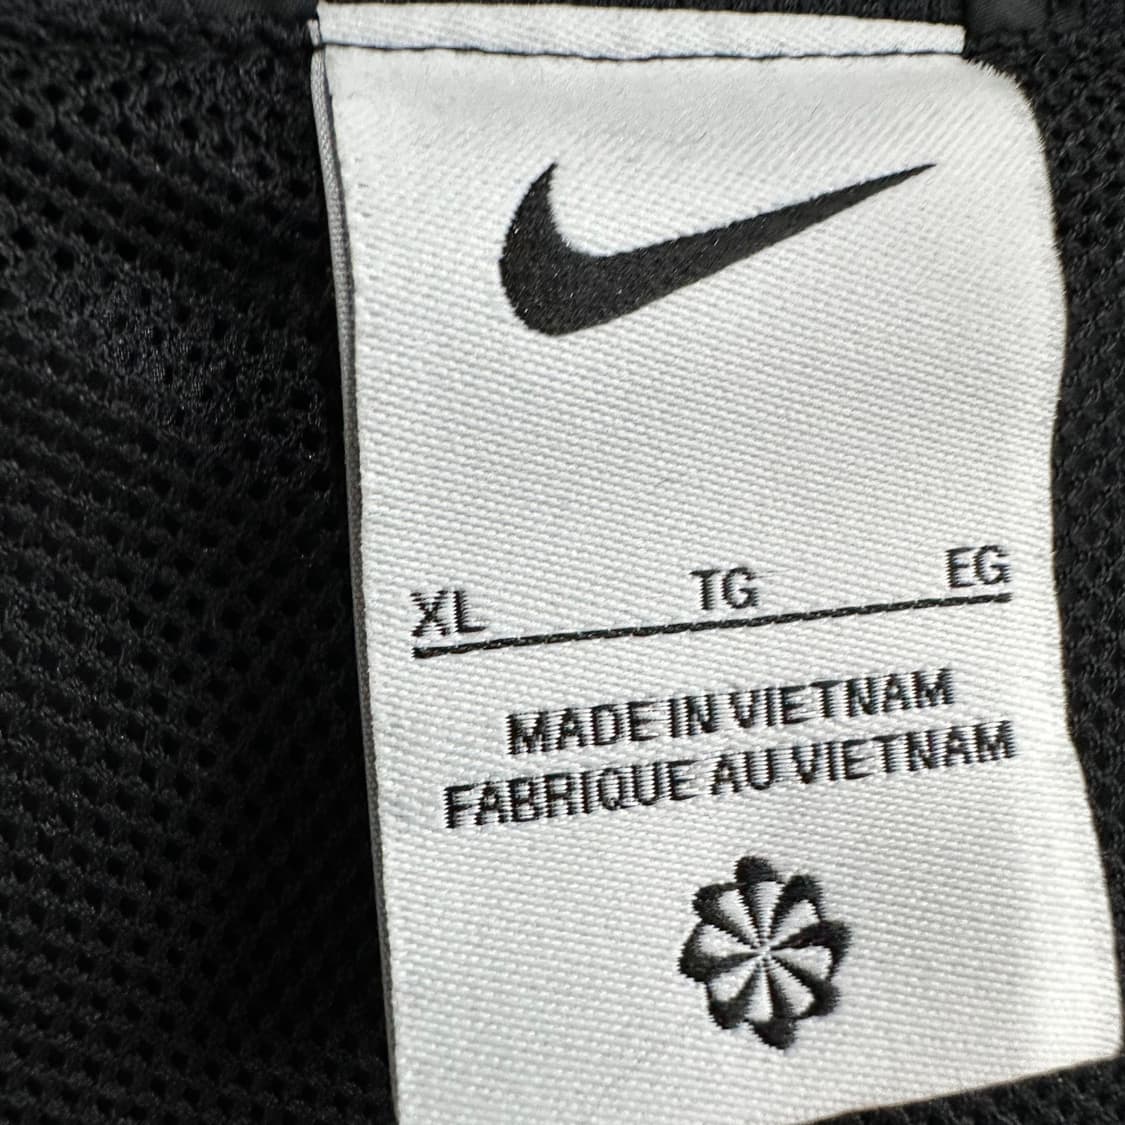 XL TG EG
MADE IN VIETNAM
FABRIQUE AU VIETNAM